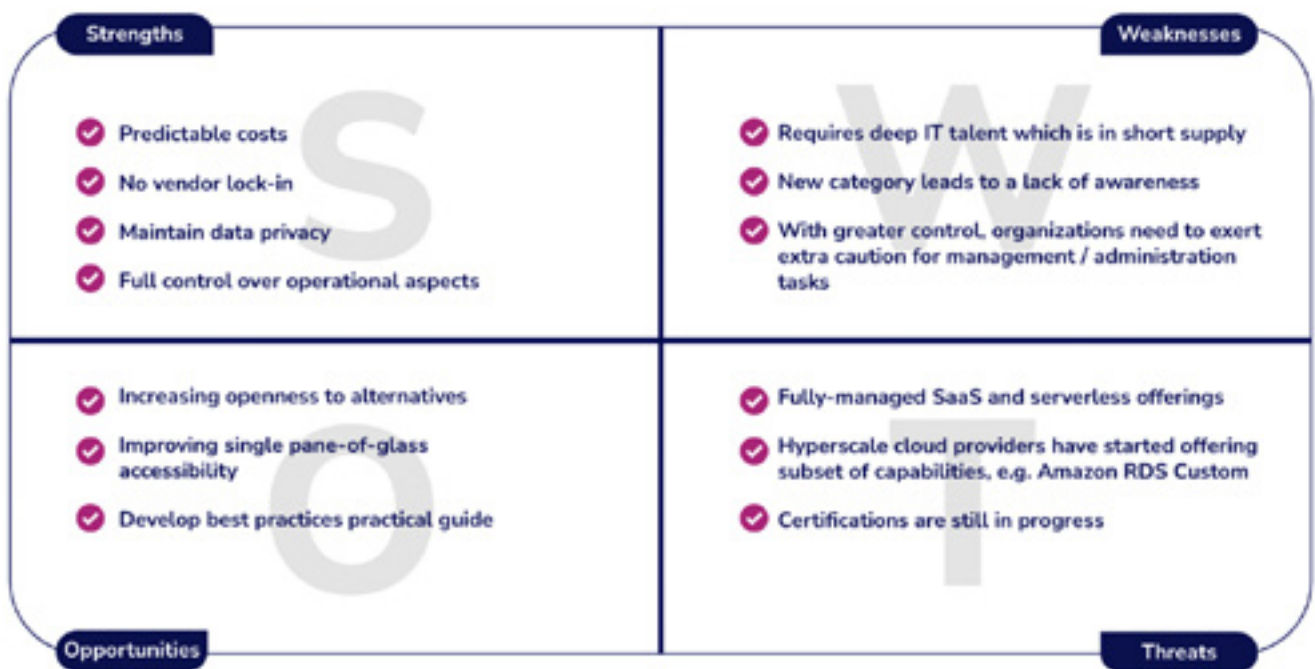 Strengths
S
Predictable costs
No vendor lock-in
Maintain data privacy
Full control over operational aspects
Weaknesses
W
Requires deep IT talent which is in short supply
New category leads to a lack of awareness
With greater control, organizations need to exert
extra caution for management / administration
tasks
Increasing openness to alternatives
Improving single pane-of-glass
accessibility
Develop best practices practical guide
O
Opportunities
Fully-managed SaaS and serverless offerings
Hyperscale cloud providers have started offering
subset of capabilities, e.g. Amazon RDS Custom
Certifications are still in progress
T
Threats